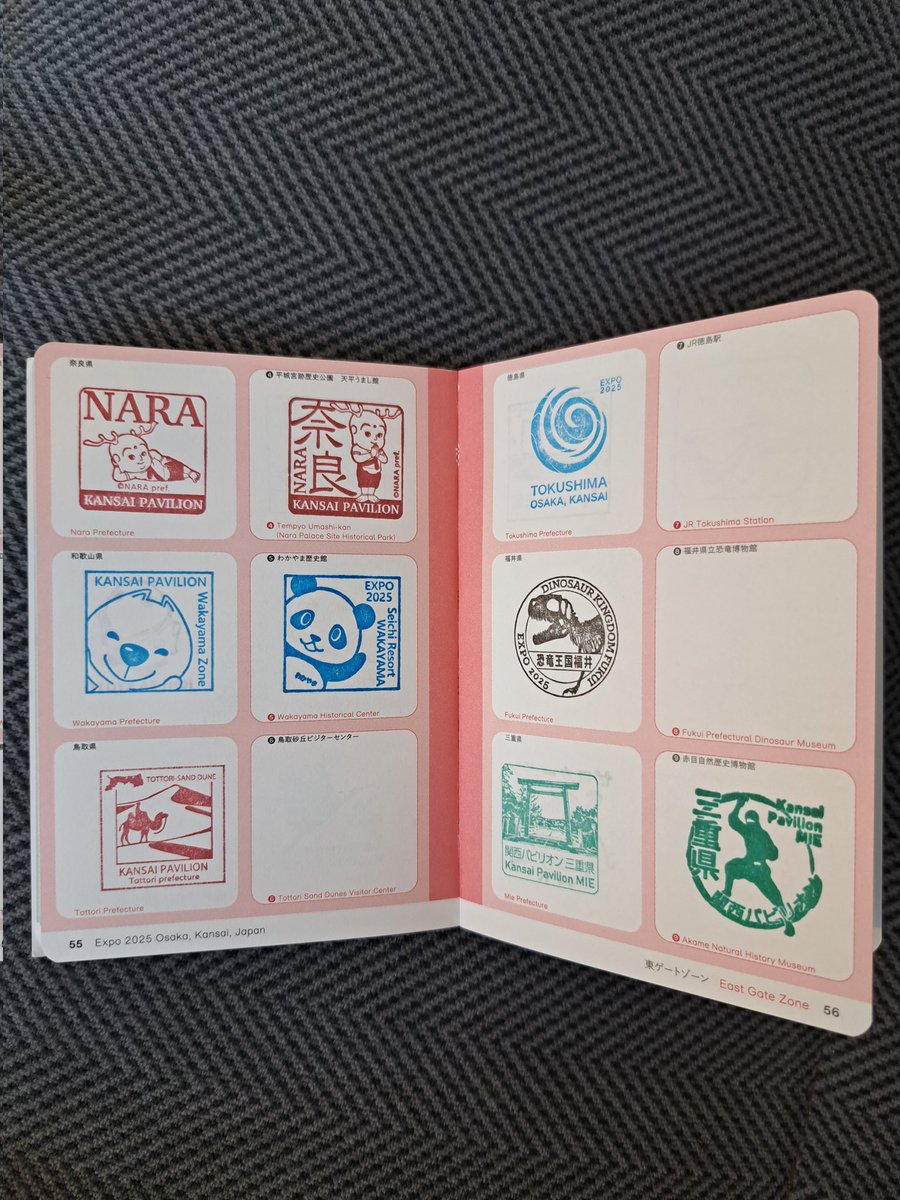 奈良県
NARA
©NARA pref.
KANSAI PAVILION
Nara Prefecture
❹ 平城宮跡歴史公園 天平うまし館
奈良
NARA
©NARA pref.
KANSAI PAVILION
❹ Tempyo Umashi-kan
(Nara Palace Site Historical Park)
和歌山県
KANSAI PAVILION
Wakayama Zone
Wakayama Prefecture
❺ わかやま歴史館
EXPO
2025
Seichi Resort
WAKAYAMA
わかやま
❺ Wakayama Historical Center
鳥取県
TOTTORI-SAND DUNE
KANSAI PAVILION
Tottori prefecture
Tottori Prefecture
❻ 鳥取砂丘ビジターセンター
❻ Tottori Sand Dunes Visitor Center
55 Expo 2025 Osaka, Kansai, Japan
徳島県
EXPO
2025
TOKUSHIMA
OSAKA, KANSAI
Tokushima Prefecture
❼ JR徳島駅
❼ JR Tokushima Station
福井県
DINOSAUR KINGDOM FUKUI
恐竜王国福井
EXPO 2025
Fukui Prefecture
❽ 福井県立恐竜博物館
❽ Fukui Prefectural Dinosaur Museum
三重県
関西パビリオン 三重県
Kansai Pavilion MIE
Mie Prefecture
❾ 赤目自然歴史博物館
三重県
Kansai
Pavilion
MIE
関西パビリオン
❾ Akame Natural History Museum
東ゲートゾーン East Gate Zone 56